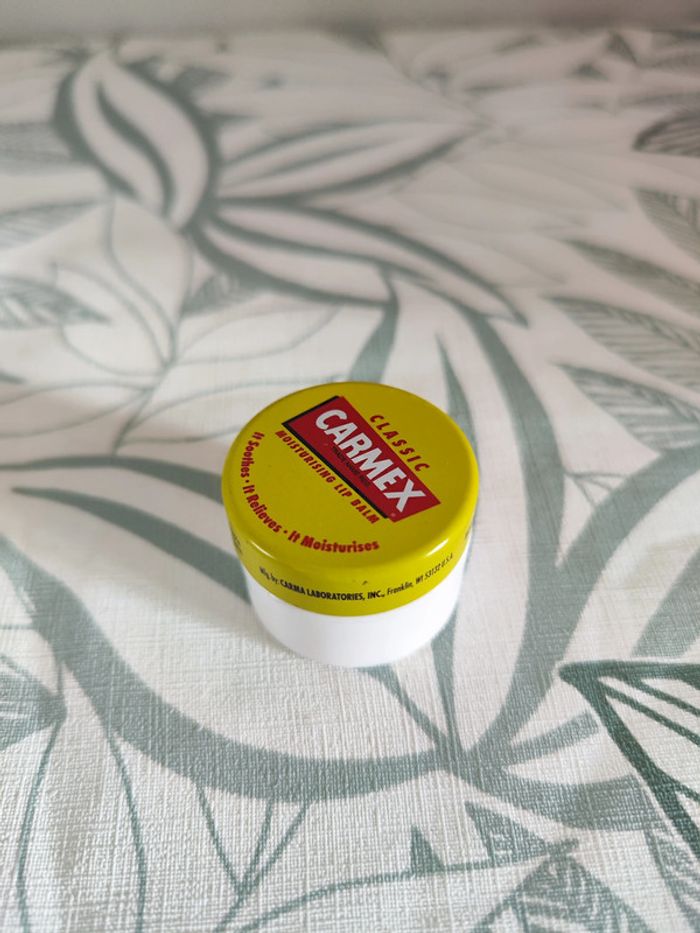 CLASSIC
CARMEX
MOISTURISING LIP BALM
It Soothes • It Relieves • It Moisturises
Mfg. by: CARMA LABORATORIES, INC., Franklin, WI 53132 U.S.A.